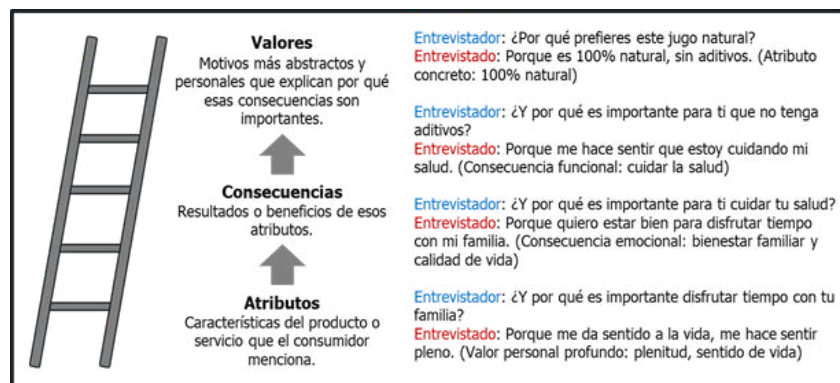 Valores
Motivos más abstractos y
personales que explican por qué
esas consecuencias son
importantes.
Consecuencias
Resultados o beneficios de esos
atributos.
Atributos
Características del producto o
servicio que el consumidor
menciona.
Entrevistador: ¿Por qué prefieres este jugo natural?
Entrevistado: Porque es 100% natural, sin aditivos. (Atributo
concreto: 100% natural)
Entrevistador: ¿Y por qué es importante para ti que no tenga
aditivos?
Entrevistado: Porque me hace sentir que estoy cuidando mi
salud. (Consecuencia funcional: cuidar la salud)
Entrevistador: ¿Y por qué es importante para ti cuidar tu salud?
Entrevistado: Porque quiero estar bien para disfrutar tiempo
con mi familia. (Consecuencia emocional: bienestar familiar y
calidad de vida)
Entrevistador: ¿Y por qué es importante disfrutar tiempo con tu
familia?
Entrevistado: Porque me da sentido a la vida, me hace sentir
pleno. (Valor personal profundo: plenitud, sentido de vida)